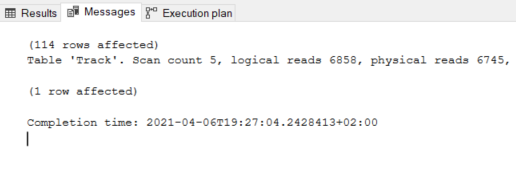 Results Messages Execution plan
(114 rows affected)
Table 'Track'. Scan count 5, logical reads 6858, physical reads 6745,
(1 row affected)
Completion time: 2021-04-06T19:27:04.2428413+02:00